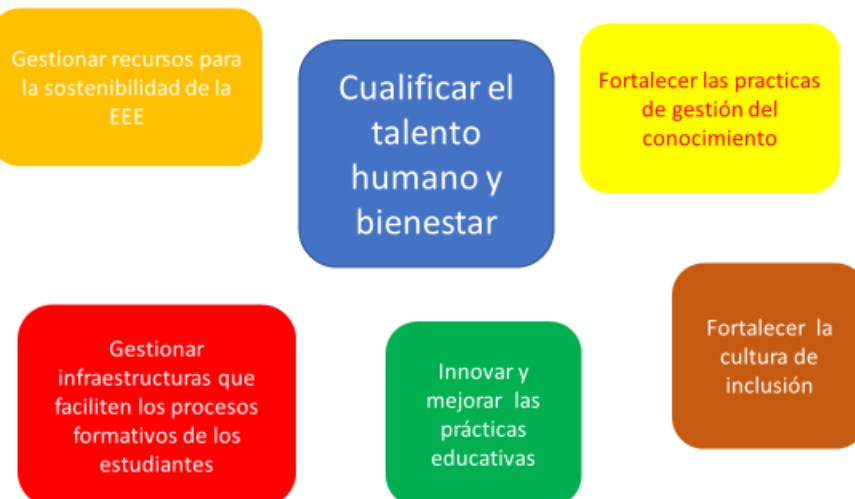 Gestionar recursos para
la sostenibilidad de la
EEE
Cualificar el
talento
humano y
bienestar
Fortalecer las practicas
de gestión del
conocimiento
Gestionar
infraestructuras que
faciliten los procesos
formativos de los
estudiantes
Innovar y
mejorar las
prácticas
educativas
Fortalecer la
cultura de
inclusión